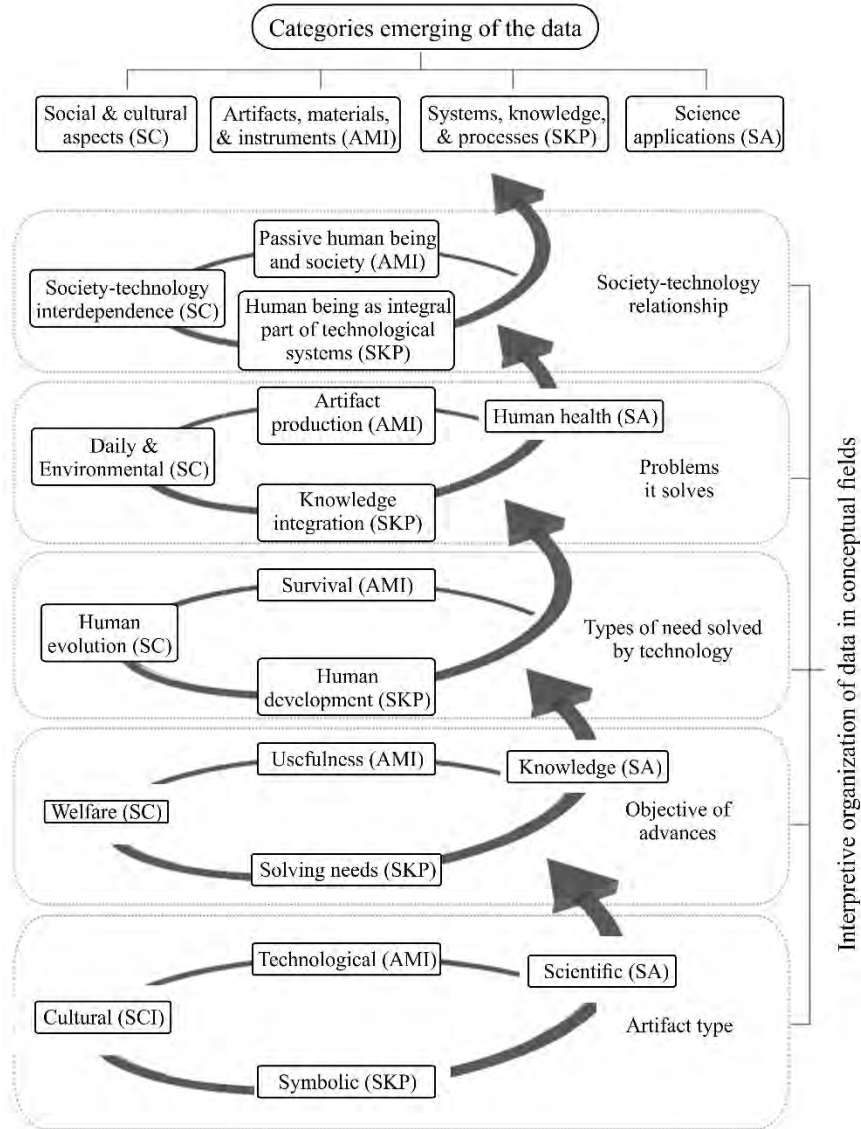 Categories emerging of the data
Social & cultural
aspects (SC)
Artifacts, materials,
& instruments (AMI)
Systems, knowledge,
& processes (SKP)
Science
applications (SA)
Passive human being
and society (AMI)
Society-technology
interdependence (SC)
Human being as integral
part of technological
systems (SKP)
Society-technology
relationship
Artifact
production (AMI)
Human health (SA)
Daily &
Environmental (SC)
Knowledge
integration (SKP)
Problems
it solves
Survival (AMI)
Human
evolution (SC)
Human
development (SKP)
Types of need solved
by technology
Usefulness (AMI)
Knowledge (SA)
Welfare (SC)
Solving needs (SKP)
Objective of
advances
Technological (AMI)
Scientific (SA)
Cultural (SCI)
Symbolic (SKP)
Artifact type
Interpretive organization of data in conceptual fields